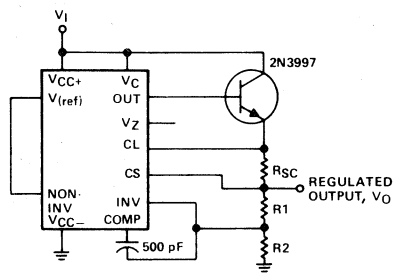 VI
2N3997
VCC+
VC
V(ref)
OUT
VZ
CL
RSC
CS
REGULATED
OUTPUT, VO
NON-
INV
INV
R1
VCC−
COMP
500 pF
R2